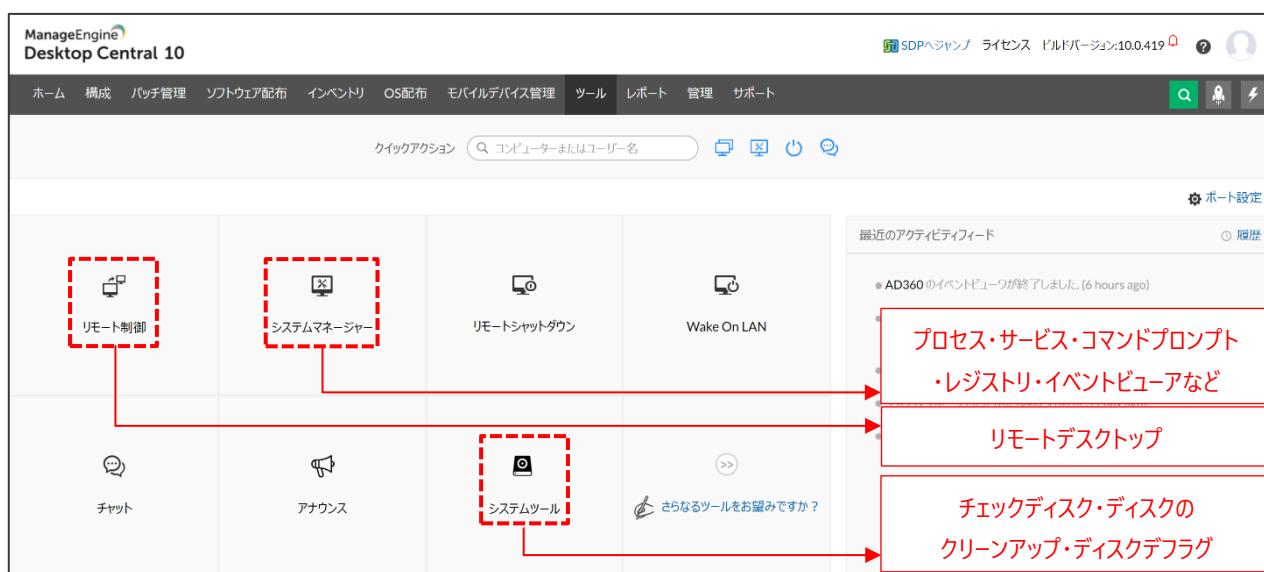 ManageEngine
Desktop Central 10
SDPへジャンプ ライセンス ビルドバージョン:10.0.419
ホーム 構成 パッチ管理 ソフトウェア配布 インベントリ OS配布 モバイルデバイス管理 ツール レポート 管理 サポート
クイックアクション コンピューターまたはユーザー名
ポート設定
最近のアクティビティフィード 履歴
AD360 のイベントビューワが終了しました。(6 hours ago)
リモート制御 システムマネージャー リモートシャットダウン Wake On LAN
プロセス・サービス・コマンドプロンプト
・レジストリ・イベントビューアなど
リモートデスクトップ
チャット アナウンス システムツール さらなるツールをお望みですか？
チェックディスク・ディスクの
クリーンアップ・ディスクデフラグ